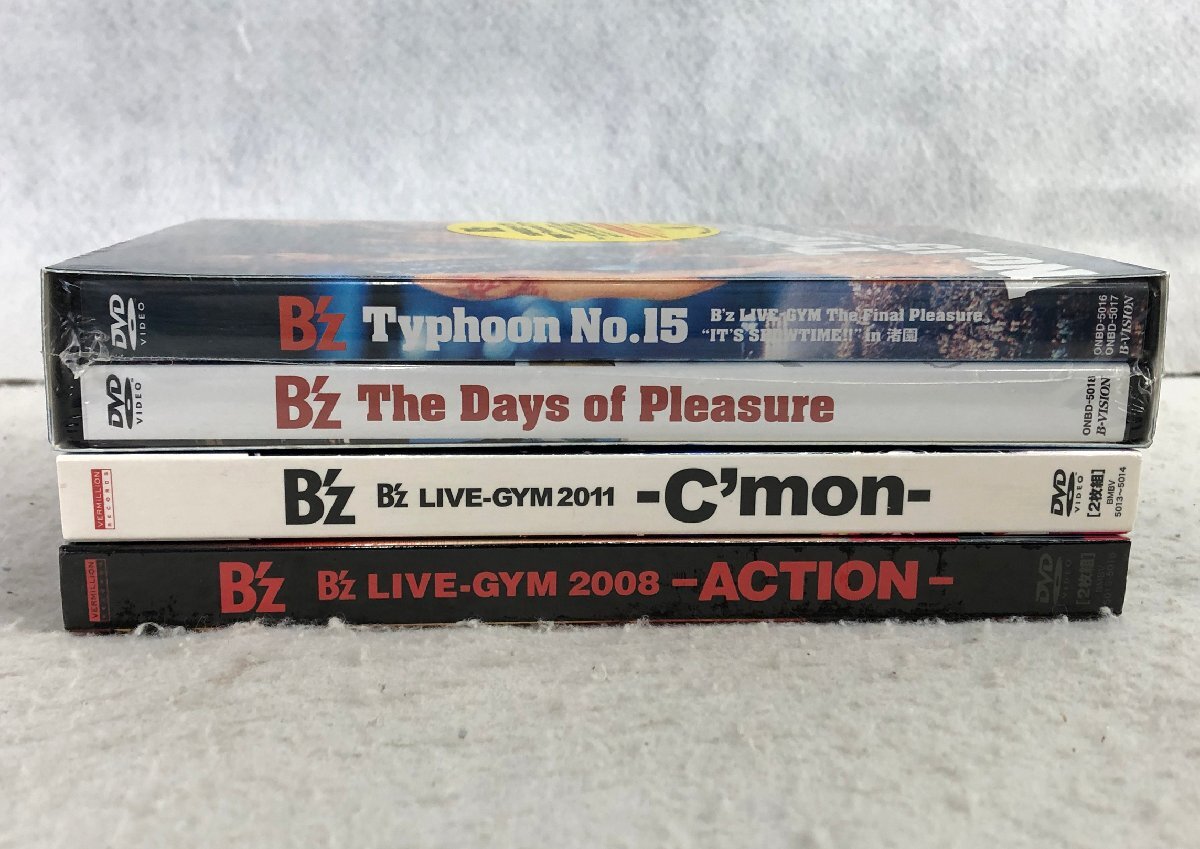 DVD
VIDEO
B'z Typhoon No.15
B'z LIVE-GYM The Final Pleasure
"IT'S SHOWTIME!!" in 渚園
ONBD-5016
ONBD-5017
B-VISION
DVD
VIDEO
B'z The Days of Pleasure
ONBD-5018
B-VISION
VERMILLION
RECORDS
B'z B'z LIVE-GYM 2011 -C'mon-
DVD
VIDEO
[2枚組]
BMBV
5013~5014
VERMILLION
RECORDS
B'z B'z LIVE-GYM 2008 -ACTION-
DVD
VIDEO
[2枚組]
BMBV